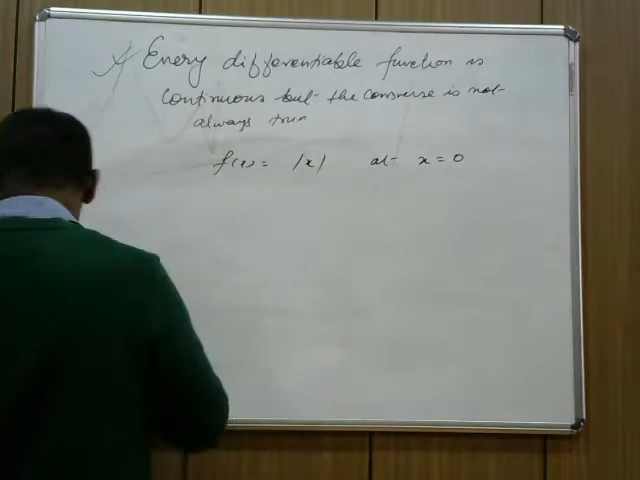 * Every differentiable function is
continuous but the converse is not
always true
f(x) = |x| at x = 0